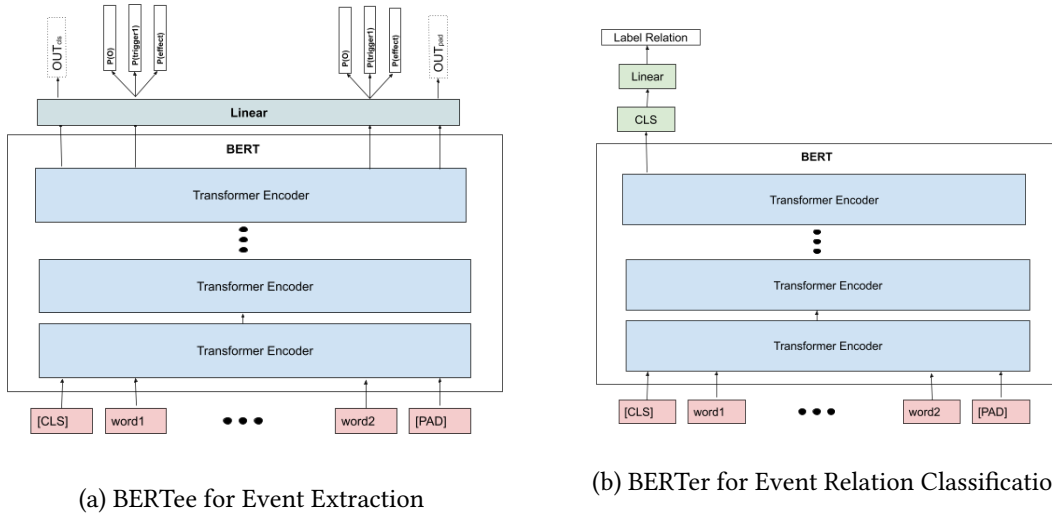 OUTcls
P(O)
P(trigger1)
P(effect)
P(O)
P(trigger1)
P(effect)
OUTpad
Linear
BERT
Transformer Encoder
Transformer Encoder
Transformer Encoder
[CLS]
word1
word2
[PAD]
(a) BERTee for Event Extraction
Label Relation
Linear
CLS
BERT
Transformer Encoder
Transformer Encoder
Transformer Encoder
[CLS]
word1
word2
[PAD]
(b) BERTer for Event Relation Classificatio